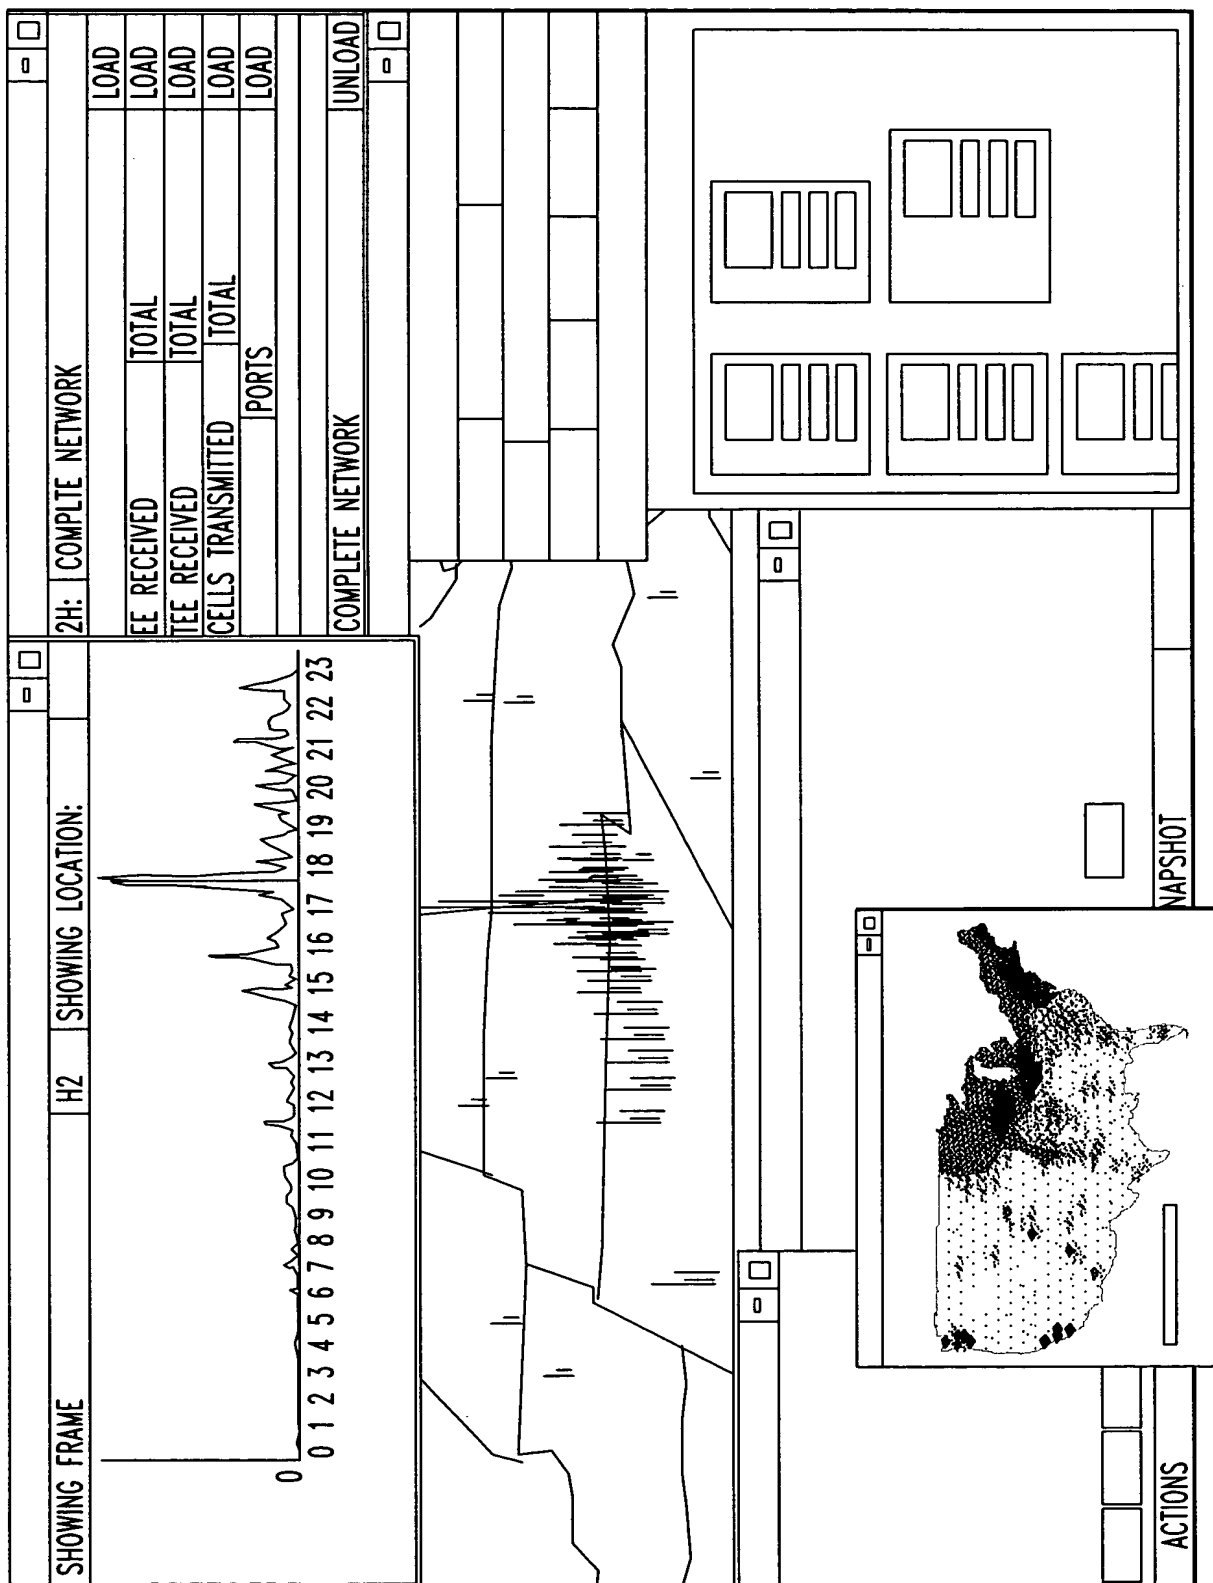 SHOWING FRAME H2 SHOWING LOCATION:
0
0 1 2 3 4 5 6 7 8 9 10 11 12 13 14 15 16 17 18 19 20 21 22 23
2H: COMPLTE NETWORK
LOAD
EE RECEIVED TOTAL LOAD
TEE RECEIVED TOTAL LOAD
CELLS TRANSMITTED TOTAL LOAD
PORTS LOAD
COMPLETE NETWORK UNLOAD
ACTIONS
NAPSHOT